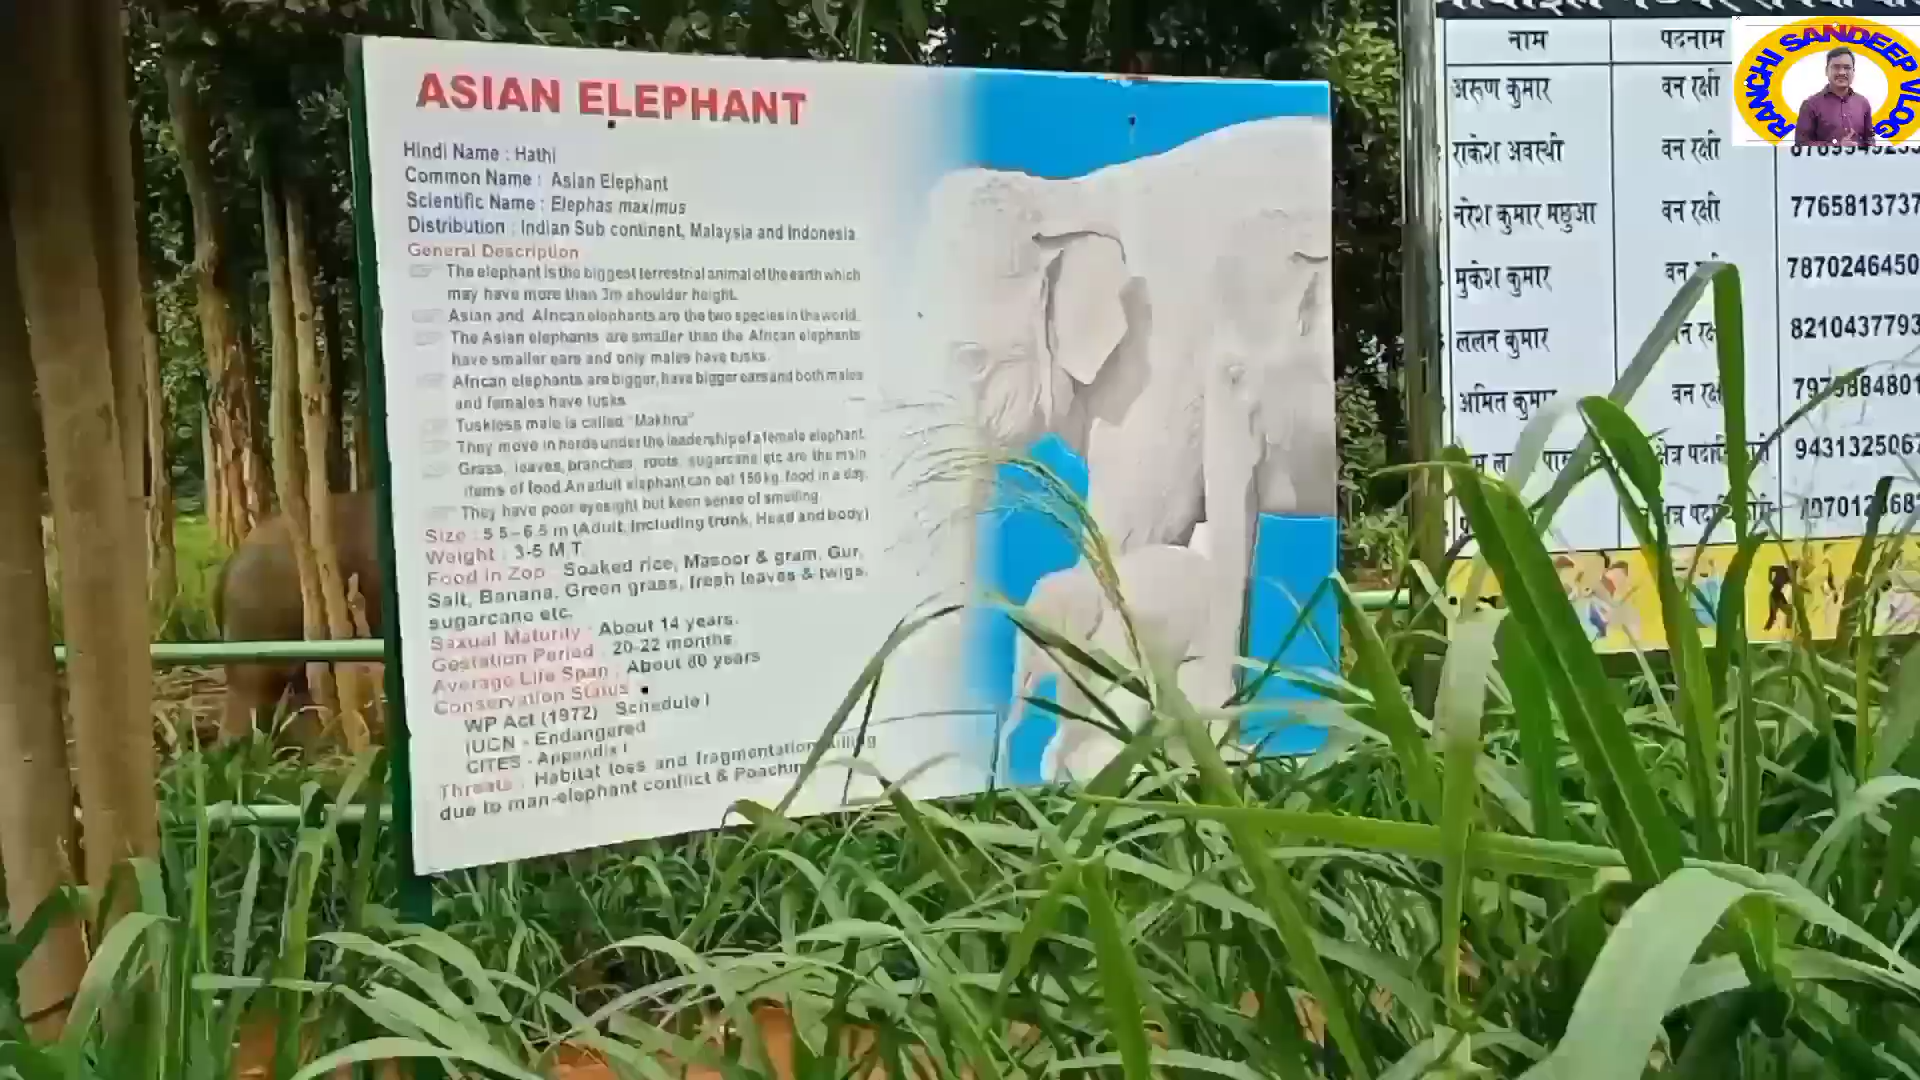 ASIAN ELEPHANT
Hindi Name : Hathi
Common Name : Asian Elephant
Scientific Name : Elephas maximus
Distribution : Indian Sub continent, Malaysia and Indonesia
General Description
The elephant is the biggest terrestrial animal of the earth which
may have more than 3m shoulder height.
Asian and African elephants are the two species in the world.
The Asian elephants are smaller than the African elephants
have smaller ears and only males have tusks.
African elephants are bigger, have bigger ears and both males
and females have tusks
Tuskless male is called "Makhna"
They move in herds under the leadership of a female elephant.
Grass, leaves, branches, roots, sugarcane etc are the main
items of food. An adult elephant can eat 150 kg. food in a day.
They have poor eyesight but keen sense of smelling.
Size : 5.5-6.5 m (Adult, Including trunk, Head and body)
Weight : 3-5 M.T.
Food in Zoo : Soaked rice, Masoor & gram, Gur,
Salt, Banana, Green grass, fresh leaves & twigs,
sugarcane etc.
Saxual Maturity : About 14 years.
Gestation Period : 20-22 months.
Average Life Span : About 60 years
Conservation Status :
WP Act (1972) Schedule I
IUCN - Endangered
CITES - Appendix I
Threats : Habitat loss and fragmentation, killing
due to man-elephant conflict & Poaching
नाम पदनाम
अरुण कुमार वन रक्षी
राकेश अवस्थी वन रक्षी
नरेश कुमार मछुआ वन रक्षी 7765813737
मुकेश कुमार वन 7870246450
ललन कुमार वन रक्षी 8210437793
अमित कुमार वन रक्षी
9431325067
RANCHI SANDEEP VLOG